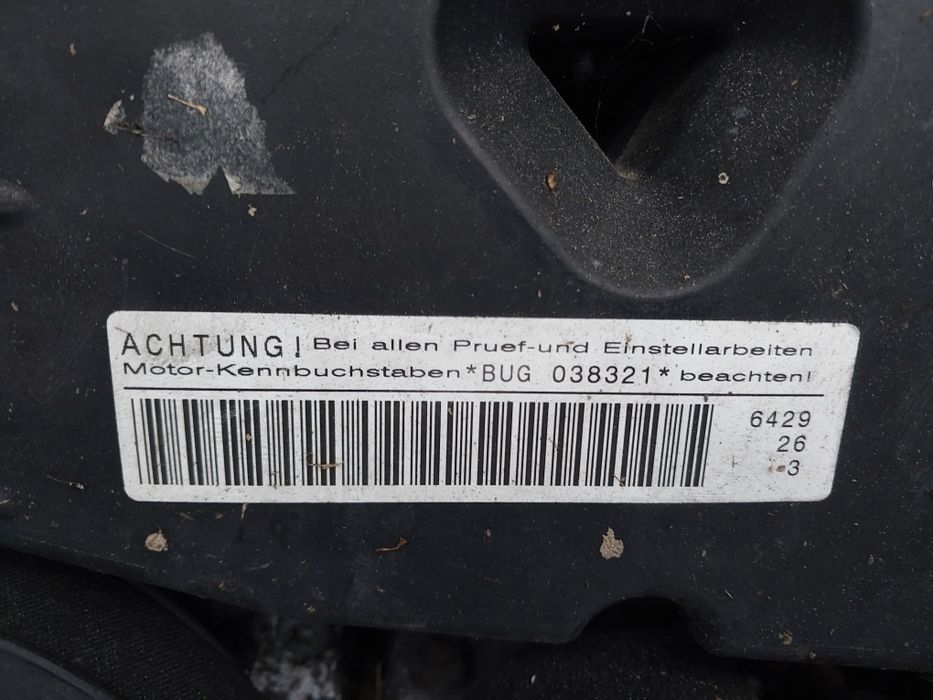 ACHTUNG! Bei allen Pruef-und Einstellarbeiten
Motor-Kennbuchstaben *BUG 038321* beachten!
6429
26
3